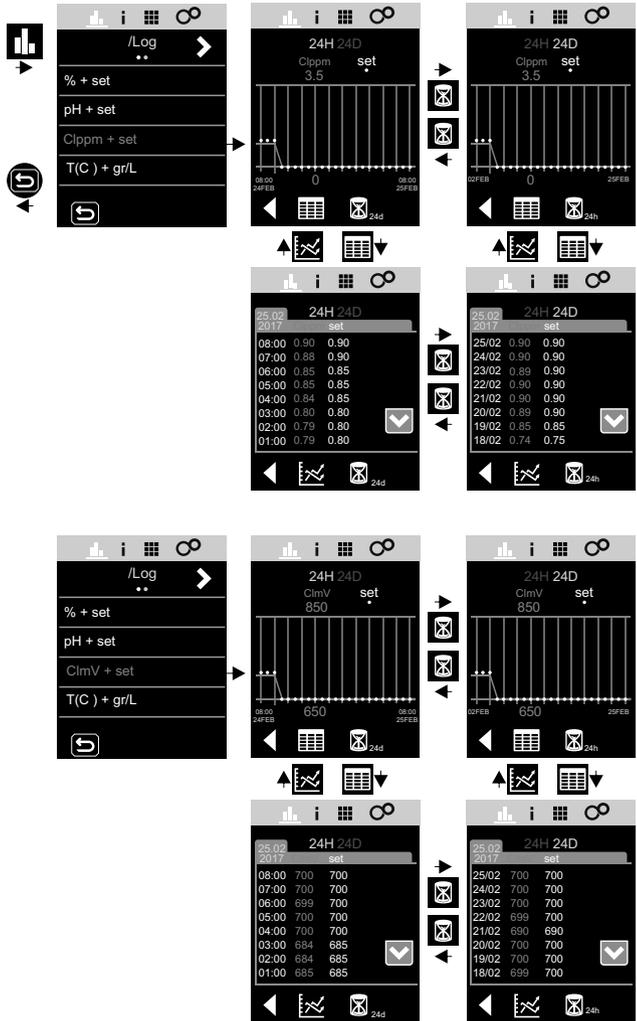 /Log
% + set
pH + set
Clppm + set
T(C ) + gr/L
24H 24D
Clppm set
3.5
0
08:00 08:00
24FEB 25FEB
24d
24H 24D
Clppm set
3.5
0
02FEB 25FEB
24h
24H 24D
25.02
2017 Clppm set
08:00 0.90 0.90
07:00 0.88 0.90
06:00 0.85 0.85
05:00 0.85 0.85
04:00 0.84 0.85
03:00 0.80 0.80
02:00 0.79 0.80
01:00 0.79 0.80
24d
24H 24D
25.02
2017 Clppm set
25/02 0.90 0.90
24/02 0.90 0.90
23/02 0.89 0.90
22/02 0.90 0.90
21/02 0.90 0.90
20/02 0.89 0.90
19/02 0.85 0.85
18/02 0.74 0.75
24h
/Log
% + set
pH + set
ClmV + set
T(C ) + gr/L
24H 24D
ClmV set
850
650
08:00 08:00
24FEB 25FEB
24d
24H 24D
ClmV set
850
650
02FEB 25FEB
24h
24H 24D
25.02
2017 set
08:00 700 700
07:00 700 700
06:00 699 700
05:00 700 700
04:00 700 700
03:00 684 685
02:00 684 685
01:00 685 685
24d
24H 24D
25.02
2017 set
25/02 700 700
24/02 700 700
23/02 700 700
22/02 699 700
21/02 690 690
20/02 700 700
19/02 700 700
18/02 699 700
24h